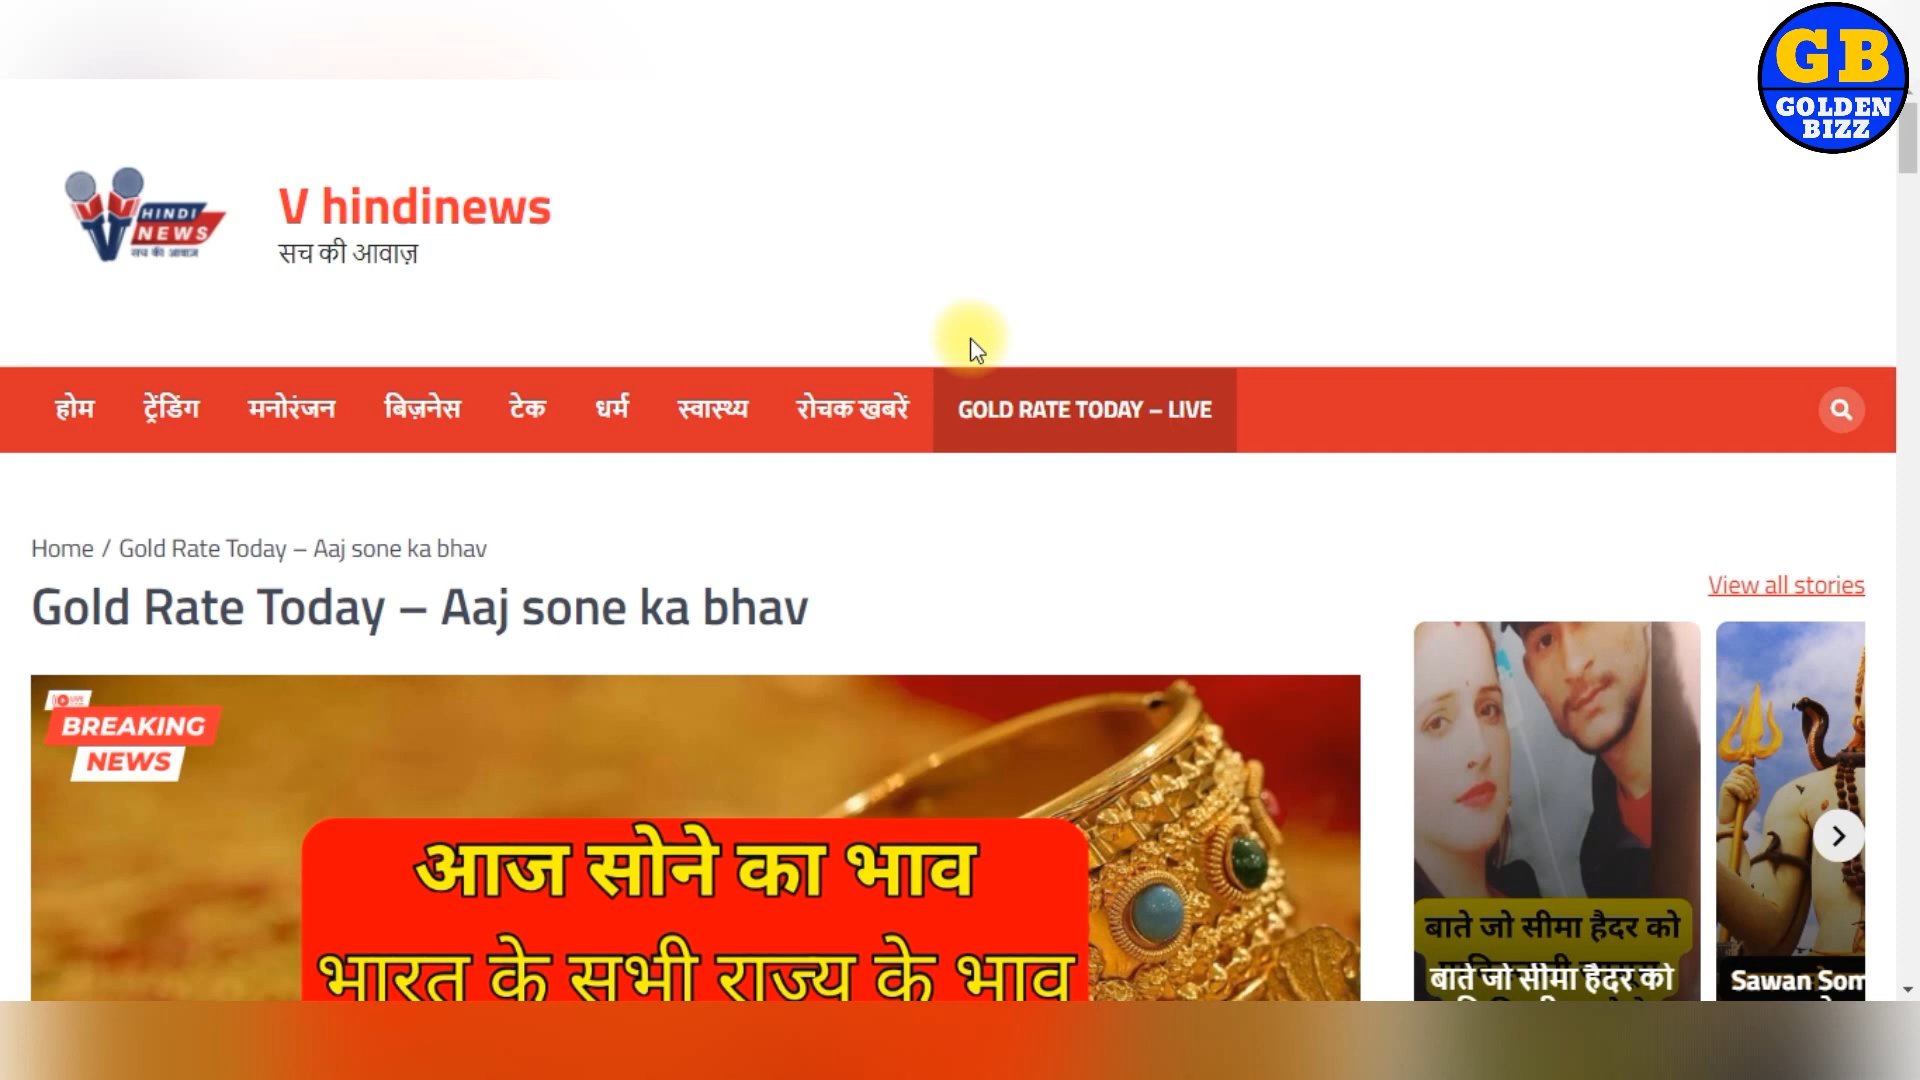 GB
GOLDEN
BIZZ
HINDI
NEWS
सच की आवाज
V hindinews
सच की आवाज़
होम ट्रेंडिंग मनोरंजन बिज़नेस टेक धर्म स्वास्थ्य रोचक खबरें GOLD RATE TODAY – LIVE
Home / Gold Rate Today – Aaj sone ka bhav
Gold Rate Today – Aaj sone ka bhav
View all stories
BREAKING
NEWS
आज सोने का भाव
भारत के सभी राज्य के भाव
बाते जो सीमा हैदर को
बाते जो सीमा हैदर को
Sawan Som